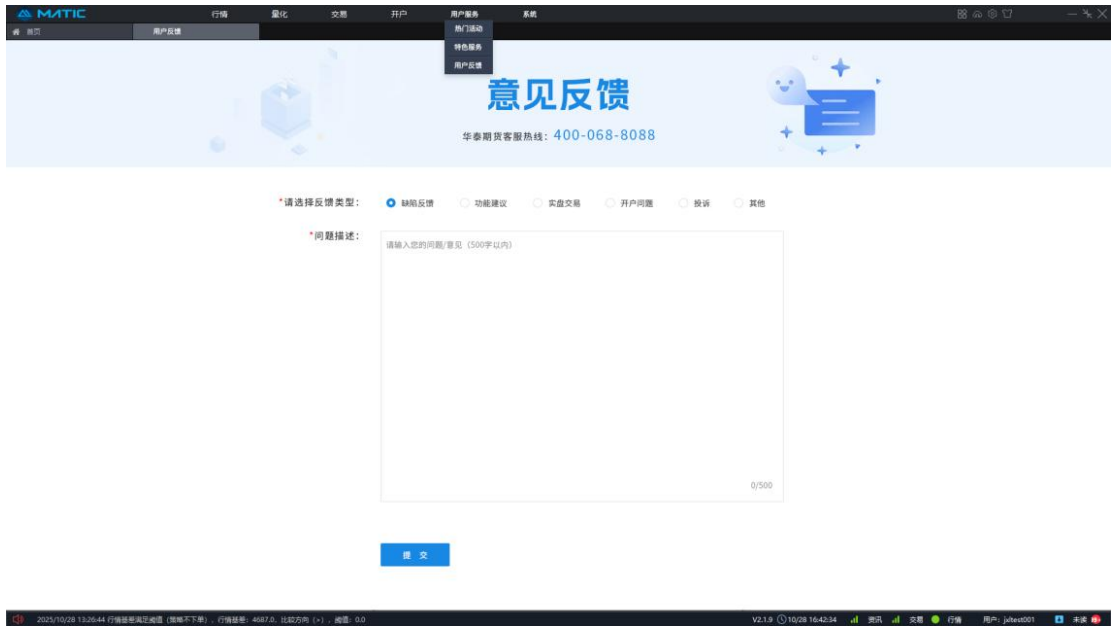 MATIC 行情 量化 交易 开户 用户服务 系统
首页 用户反馈
热门活动
特色服务
用户反馈
意见反馈
华泰期货客服热线: 400-068-8088
*请选择反馈类型: 缺陷反馈 功能建议 实盘交易 开户问题 投诉 其他
*问题描述:
请输入您的问题/意见（500字以内）
0/500
提 交
2025/10/28 13:26:44 行情基差满足阈值（策略不下单）, 行情基差: 4687.0, 比较方向（>）, 阈值: 0.0 V2.1.9 10/28 16:42:34 资讯 交易 行情 用户: jxltest001 未读